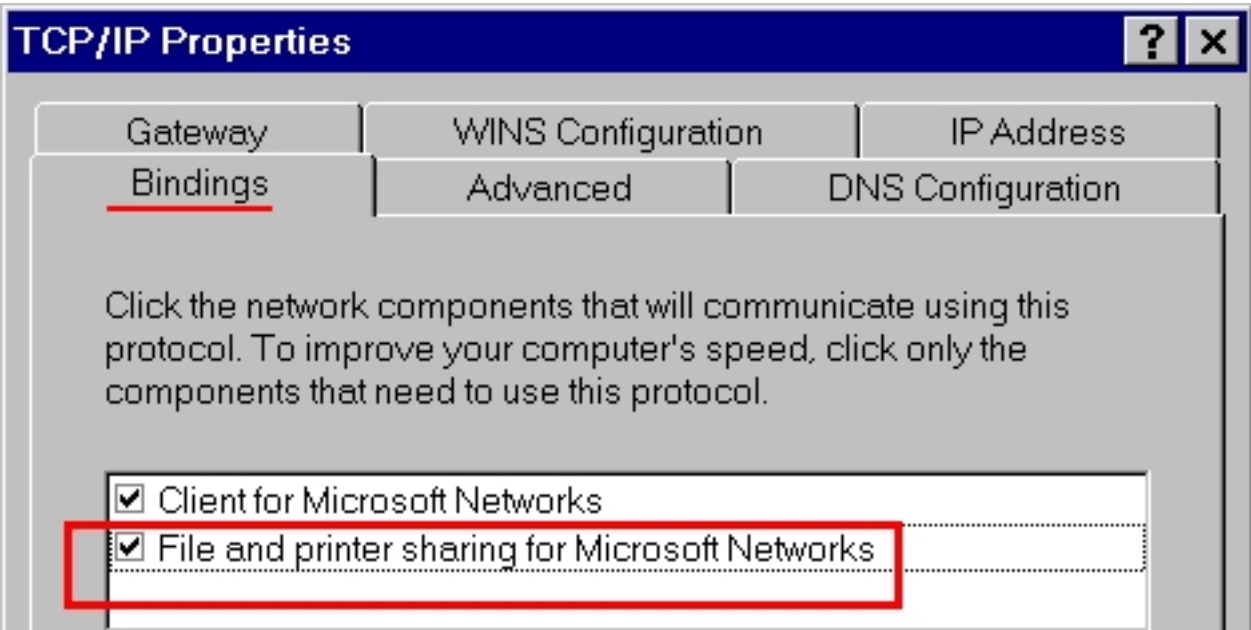 TCP/IP Properties
Gateway WINS Configuration IP Address
Bindings Advanced DNS Configuration
Click the network components that will communicate using this
protocol. To improve your computer's speed, click only the
components that need to use this protocol.
Client for Microsoft Networks
File and printer sharing for Microsoft Networks